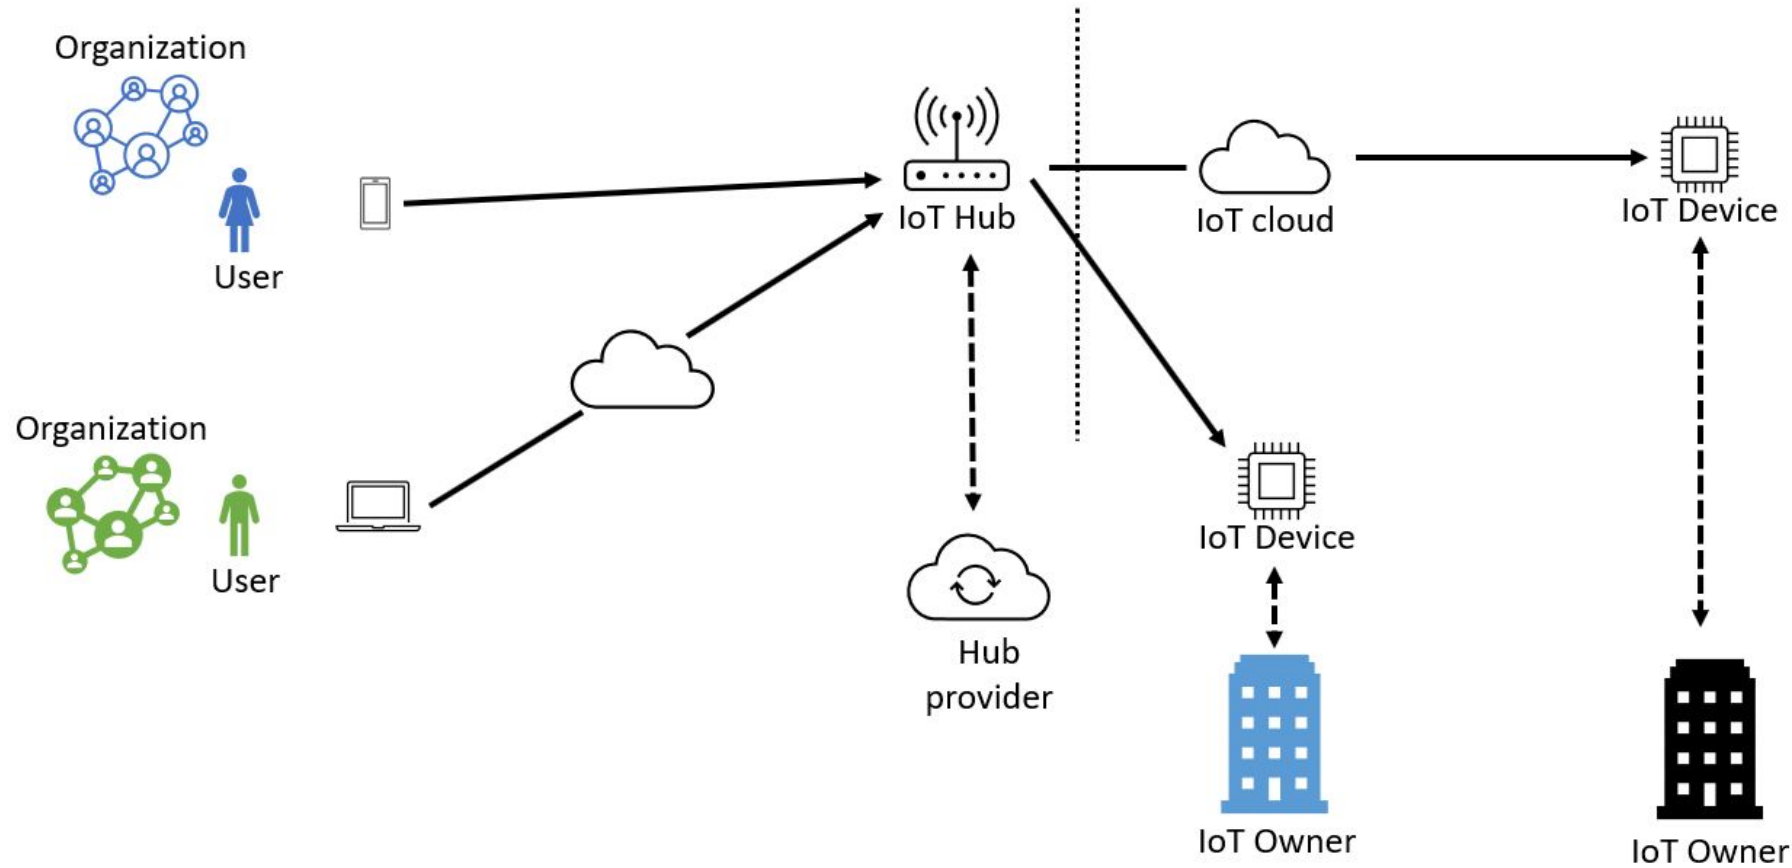 Organization
User
IoT Hub
IoT cloud
IoT Device
Organization
User
Hub
provider
IoT Device
IoT Owner
IoT Owner